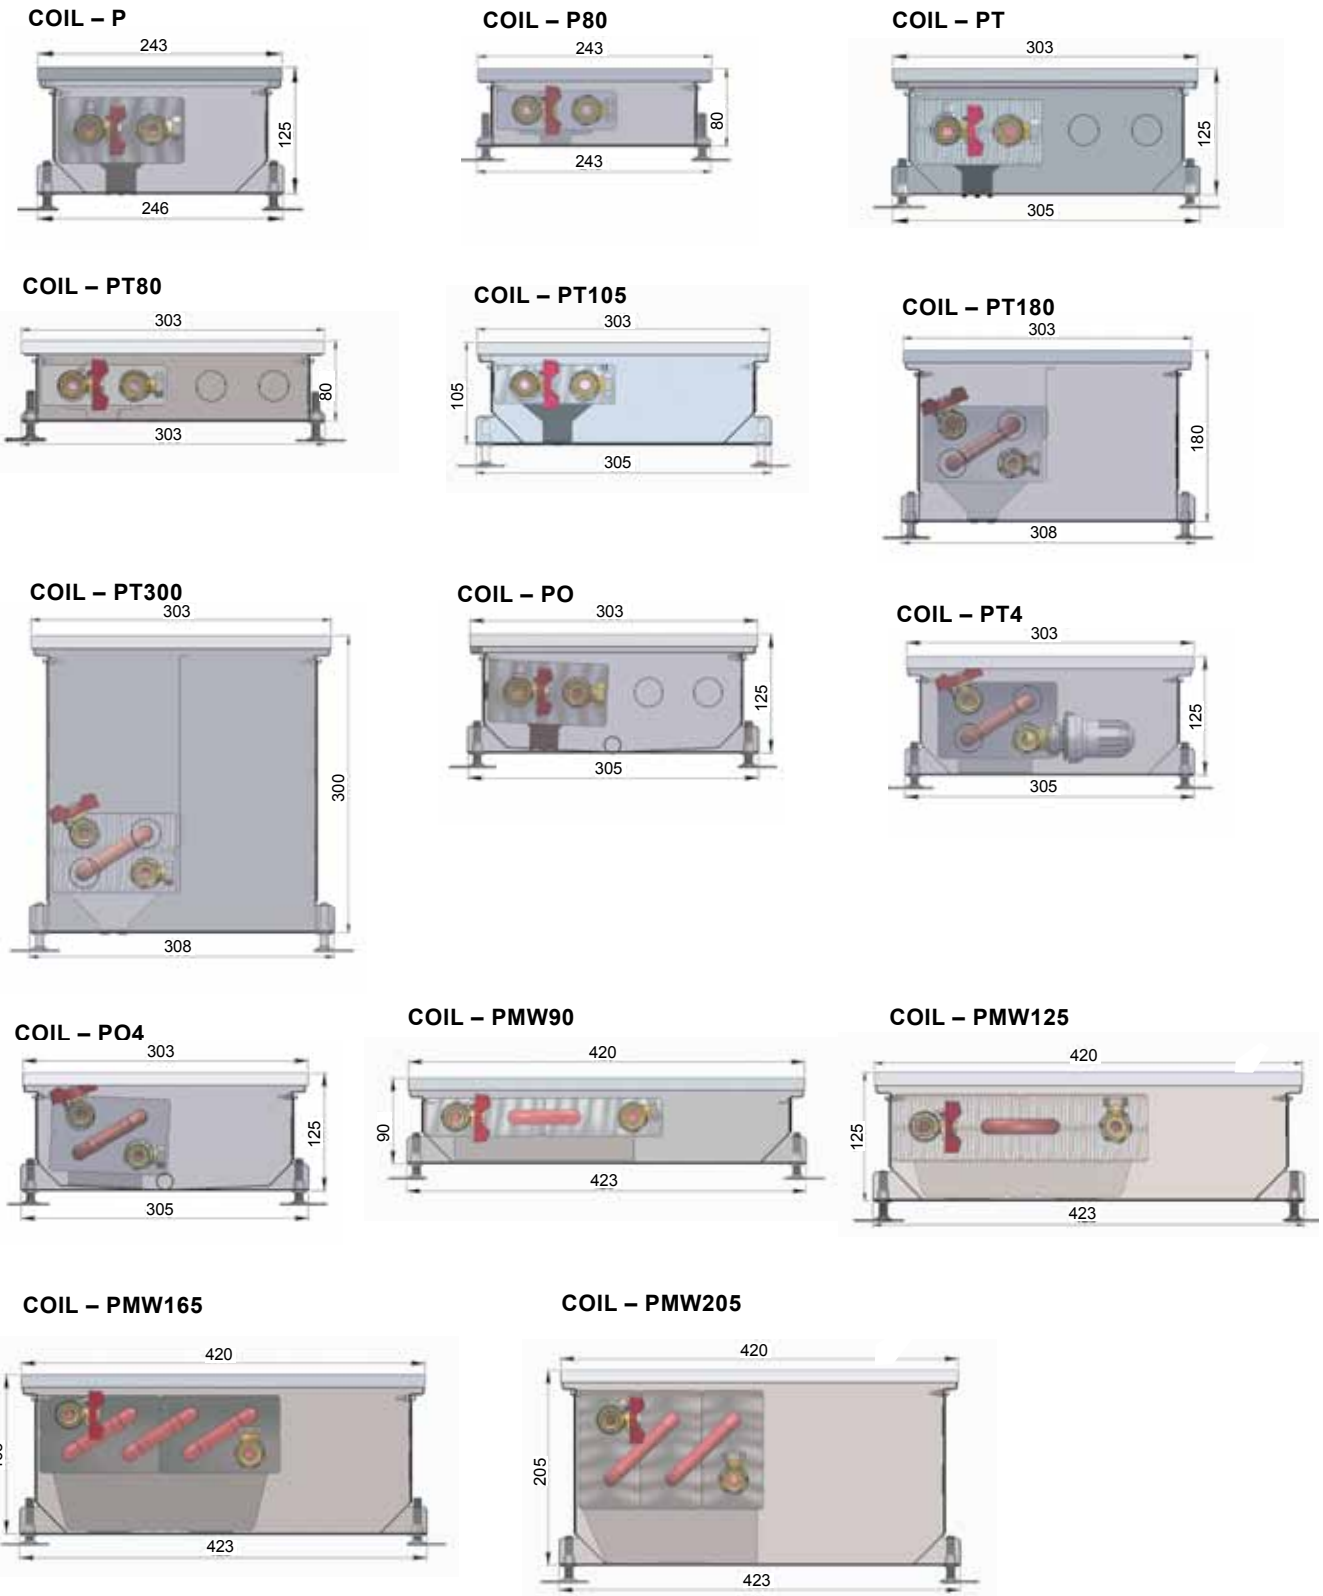 COIL – P
243
125
246
COIL – P80
243
80
243
COIL – PT
303
125
305
COIL – PT80
303
80
303
COIL – PT105
303
105
305
COIL – PT180
303
180
308
COIL – PT300
303
300
308
COIL – PO
303
125
305
COIL – PT4
303
125
305
COIL – PO4
303
125
305
COIL – PMW90
420
90
423
COIL – PMW125
420
125
423
COIL – PMW165
420
423
COIL – PMW205
420
205
423